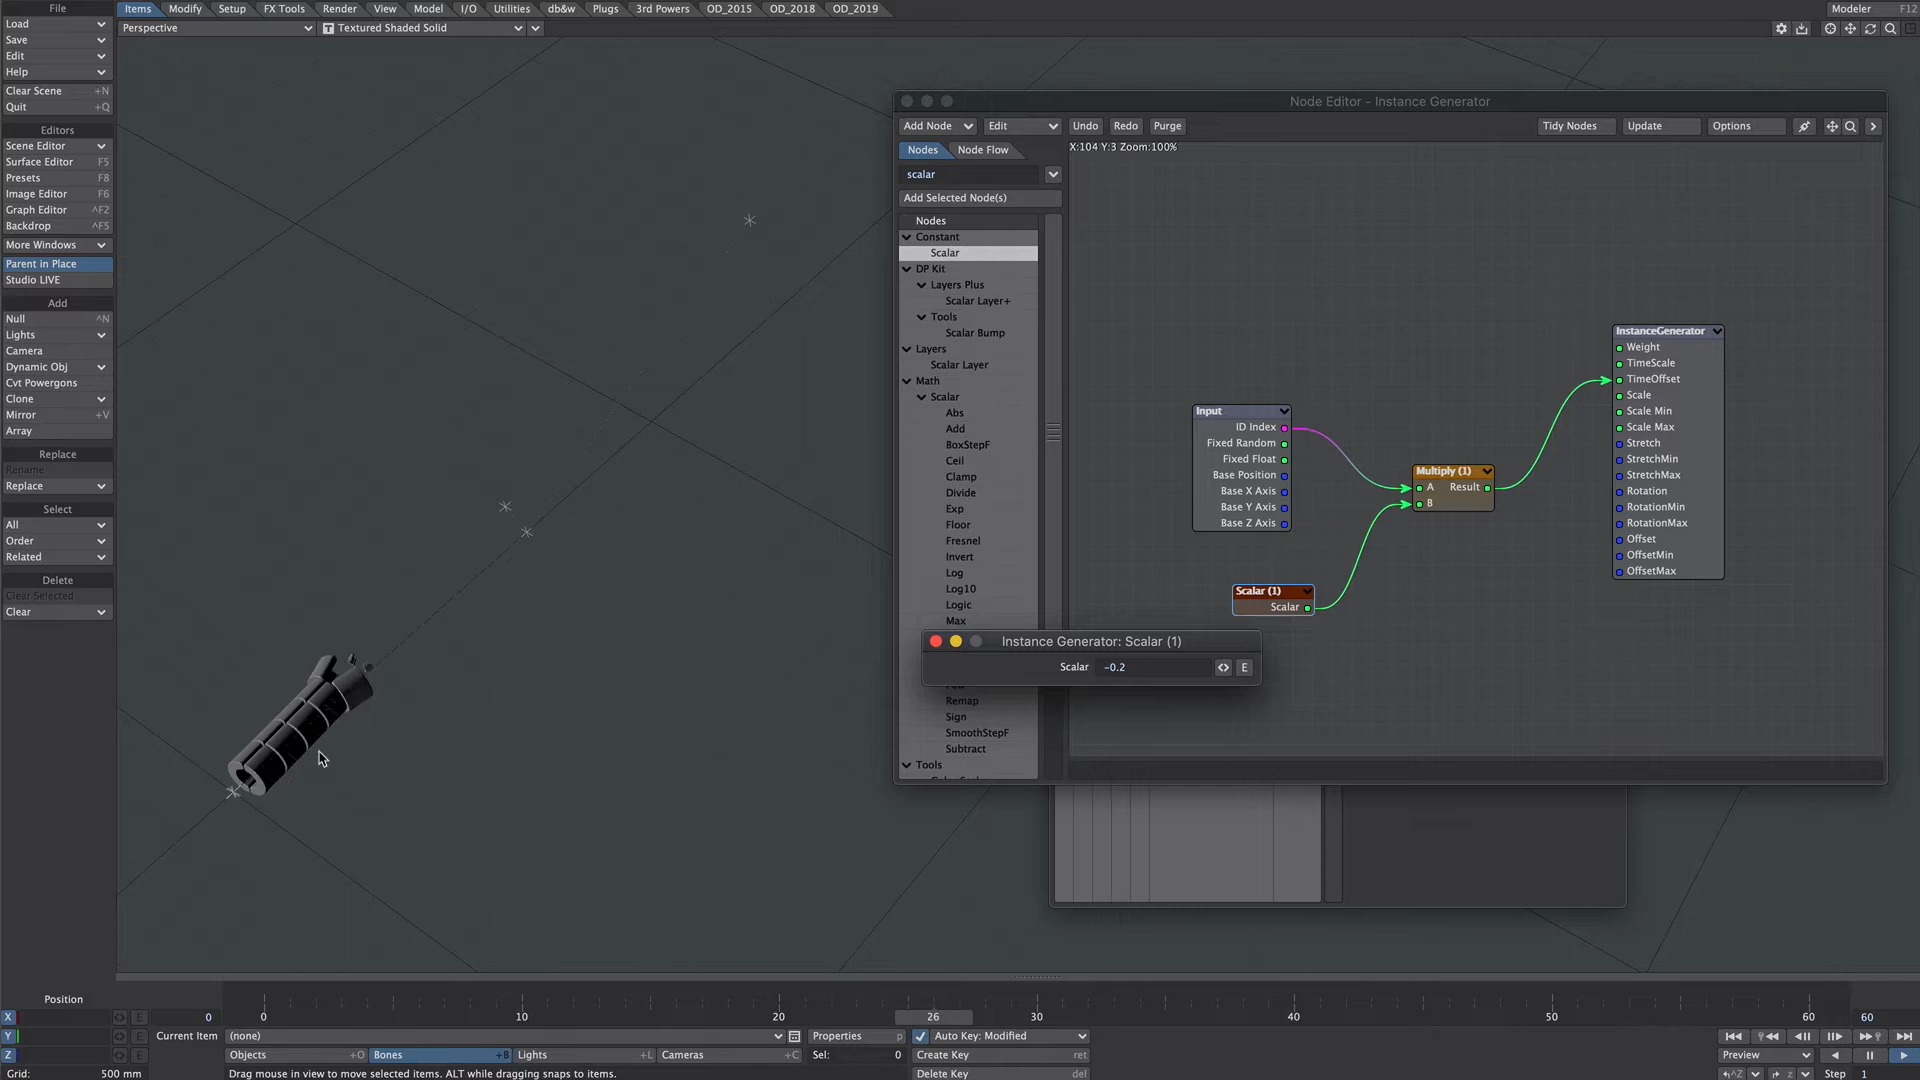 Items Modify Setup FX Tools Render View Model I/O Utilities db&w Plugs 3rd Powers OD_2015 OD_2018 OD_2019 Modeler F12
File
Perspective Textured Shaded Solid
Load
Save
Edit
Help
Clear Scene +N
Quit +Q
Editors
Scene Editor
Surface Editor F5
Presets F8
Image Editor F6
Graph Editor ^F2
Backdrop ^F5
More Windows
Parent in Place
Studio LIVE
Add
Null ^N
Lights
Camera
Dynamic Obj
Cvt Powergons
Clone
Mirror +V
Array
Replace
Rename
Replace
Select
All
Order
Related
Delete
Clear Selected
Clear
Node Editor - Instance Generator
Add Node Edit Undo Redo Purge Tidy Nodes Update Options
Nodes Node Flow
X:104 Y:3 Zoom:100%
scalar
Add Selected Node(s)
Nodes
Constant
Scalar
DP Kit
Layers Plus
Scalar Layer+
Tools
Scalar Bump
Layers
Scalar Layer
Math
Scalar
Abs
Add
BoxStepF
Ceil
Clamp
Divide
Exp
Floor
Fresnel
Invert
Log
Log10
Logic
Max
Remap
Sign
SmoothStepF
Subtract
Tools
Input
ID Index
Fixed Random
Fixed Float
Base Position
Base X Axis
Base Y Axis
Base Z Axis
Multiply (1)
A Result
B
Scalar (1)
Scalar
InstanceGenerator
Weight
TimeScale
TimeOffset
Scale
Scale Min
Scale Max
Stretch
StretchMin
StretchMax
Rotation
RotationMin
RotationMax
Offset
OffsetMin
OffsetMax
Instance Generator: Scalar (1)
Scalar -0.2 E
Position
X E 0 0 10 20 26 30 40 50 60 60
Y E Current Item (none) Properties p Auto Key: Modified
Z E Objects +O Bones +B Lights +L Cameras +C Sel: 0 Create Key ret Preview
Grid: 500 mm Drag mouse in view to move selected items. ALT while dragging snaps to items. Delete Key del ^Z z Step 1